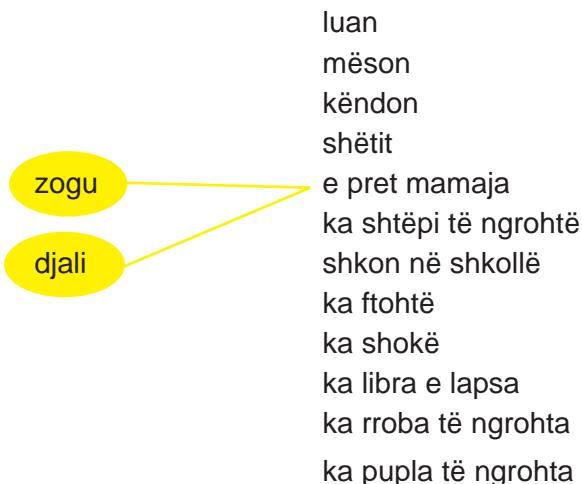 luan
mëson
këndon
shëtit
zogu
e pret mamaja
ka shtëpi të ngrohtë
djali
shkon në shkollë
ka ftohtë
ka shokë
ka libra e lapsa
ka rroba të ngrohta
ka pupla të ngrohta